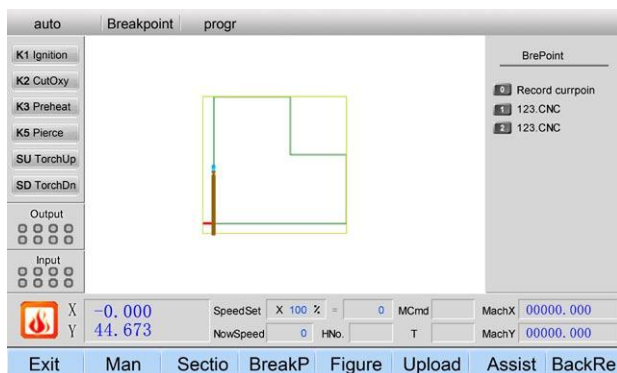 auto Breakpoint progr
K1 Ignition
K2 CutOxy
K3 Preheat
K5 Pierce
SU TorchUp
SD TorchDn
Output
Input
BrePoint
0 Record currpoin
1 123.CNC
2 123.CNC
X -0.000
Y 44.673
SpeedSet X 100 % = 0 MCmd
NowSpeed 0 HNo. T
MachX 00000.000
MachY 00000.000
Exit Man Sectio BreakP Figure Upload Assist BackRe